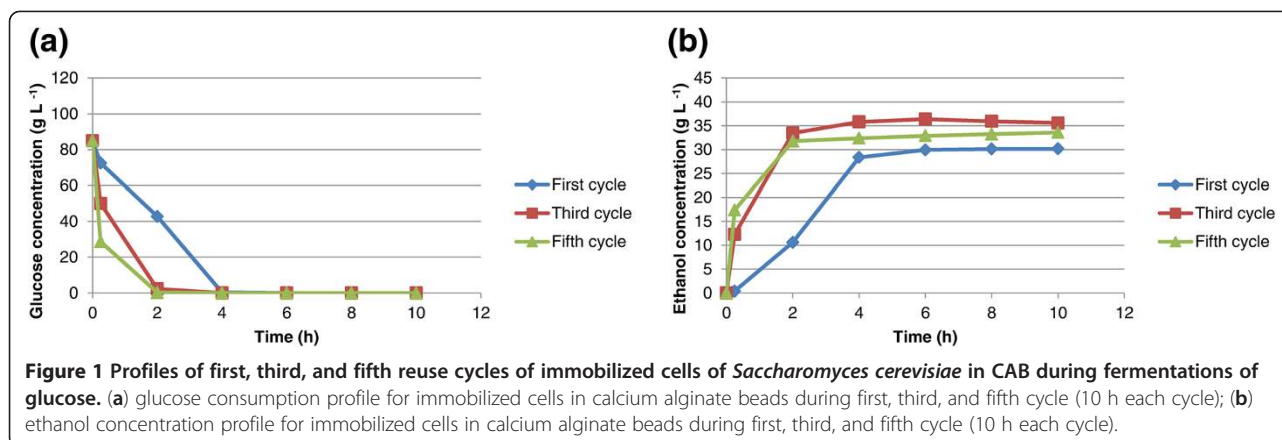 (a)
120
100
80
60
40
20
0
Glucose concentration (g L -1)
0 2 4 6 8 10 12
Time (h)
First cycle
Third cycle
Fifth cycle
(b)
45
40
35
30
25
20
15
10
5
0
Ethanol concentration (g L -1)
0 2 4 6 8 10 12
Time (h)
First cycle
Third cycle
Fifth cycle
Figure 1 Profiles of first, third, and fifth reuse cycles of immobilized cells of Saccharomyces cerevisiae in CAB during fermentations of
glucose. (a) glucose consumption profile for immobilized cells in calcium alginate beads during first, third, and fifth cycle (10 h each cycle); (b)
ethanol concentration profile for immobilized cells in calcium alginate beads during first, third, and fifth cycle (10 h each cycle).